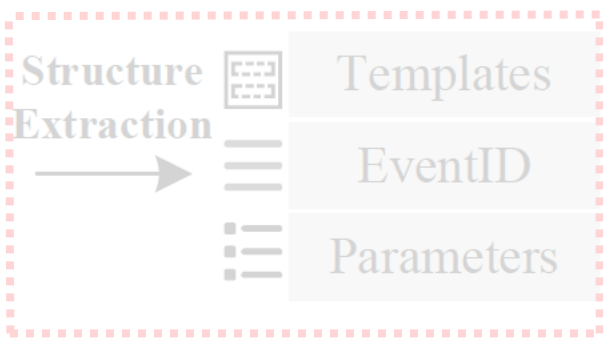 Structure
Extraction
Templates
EventID
Parameters